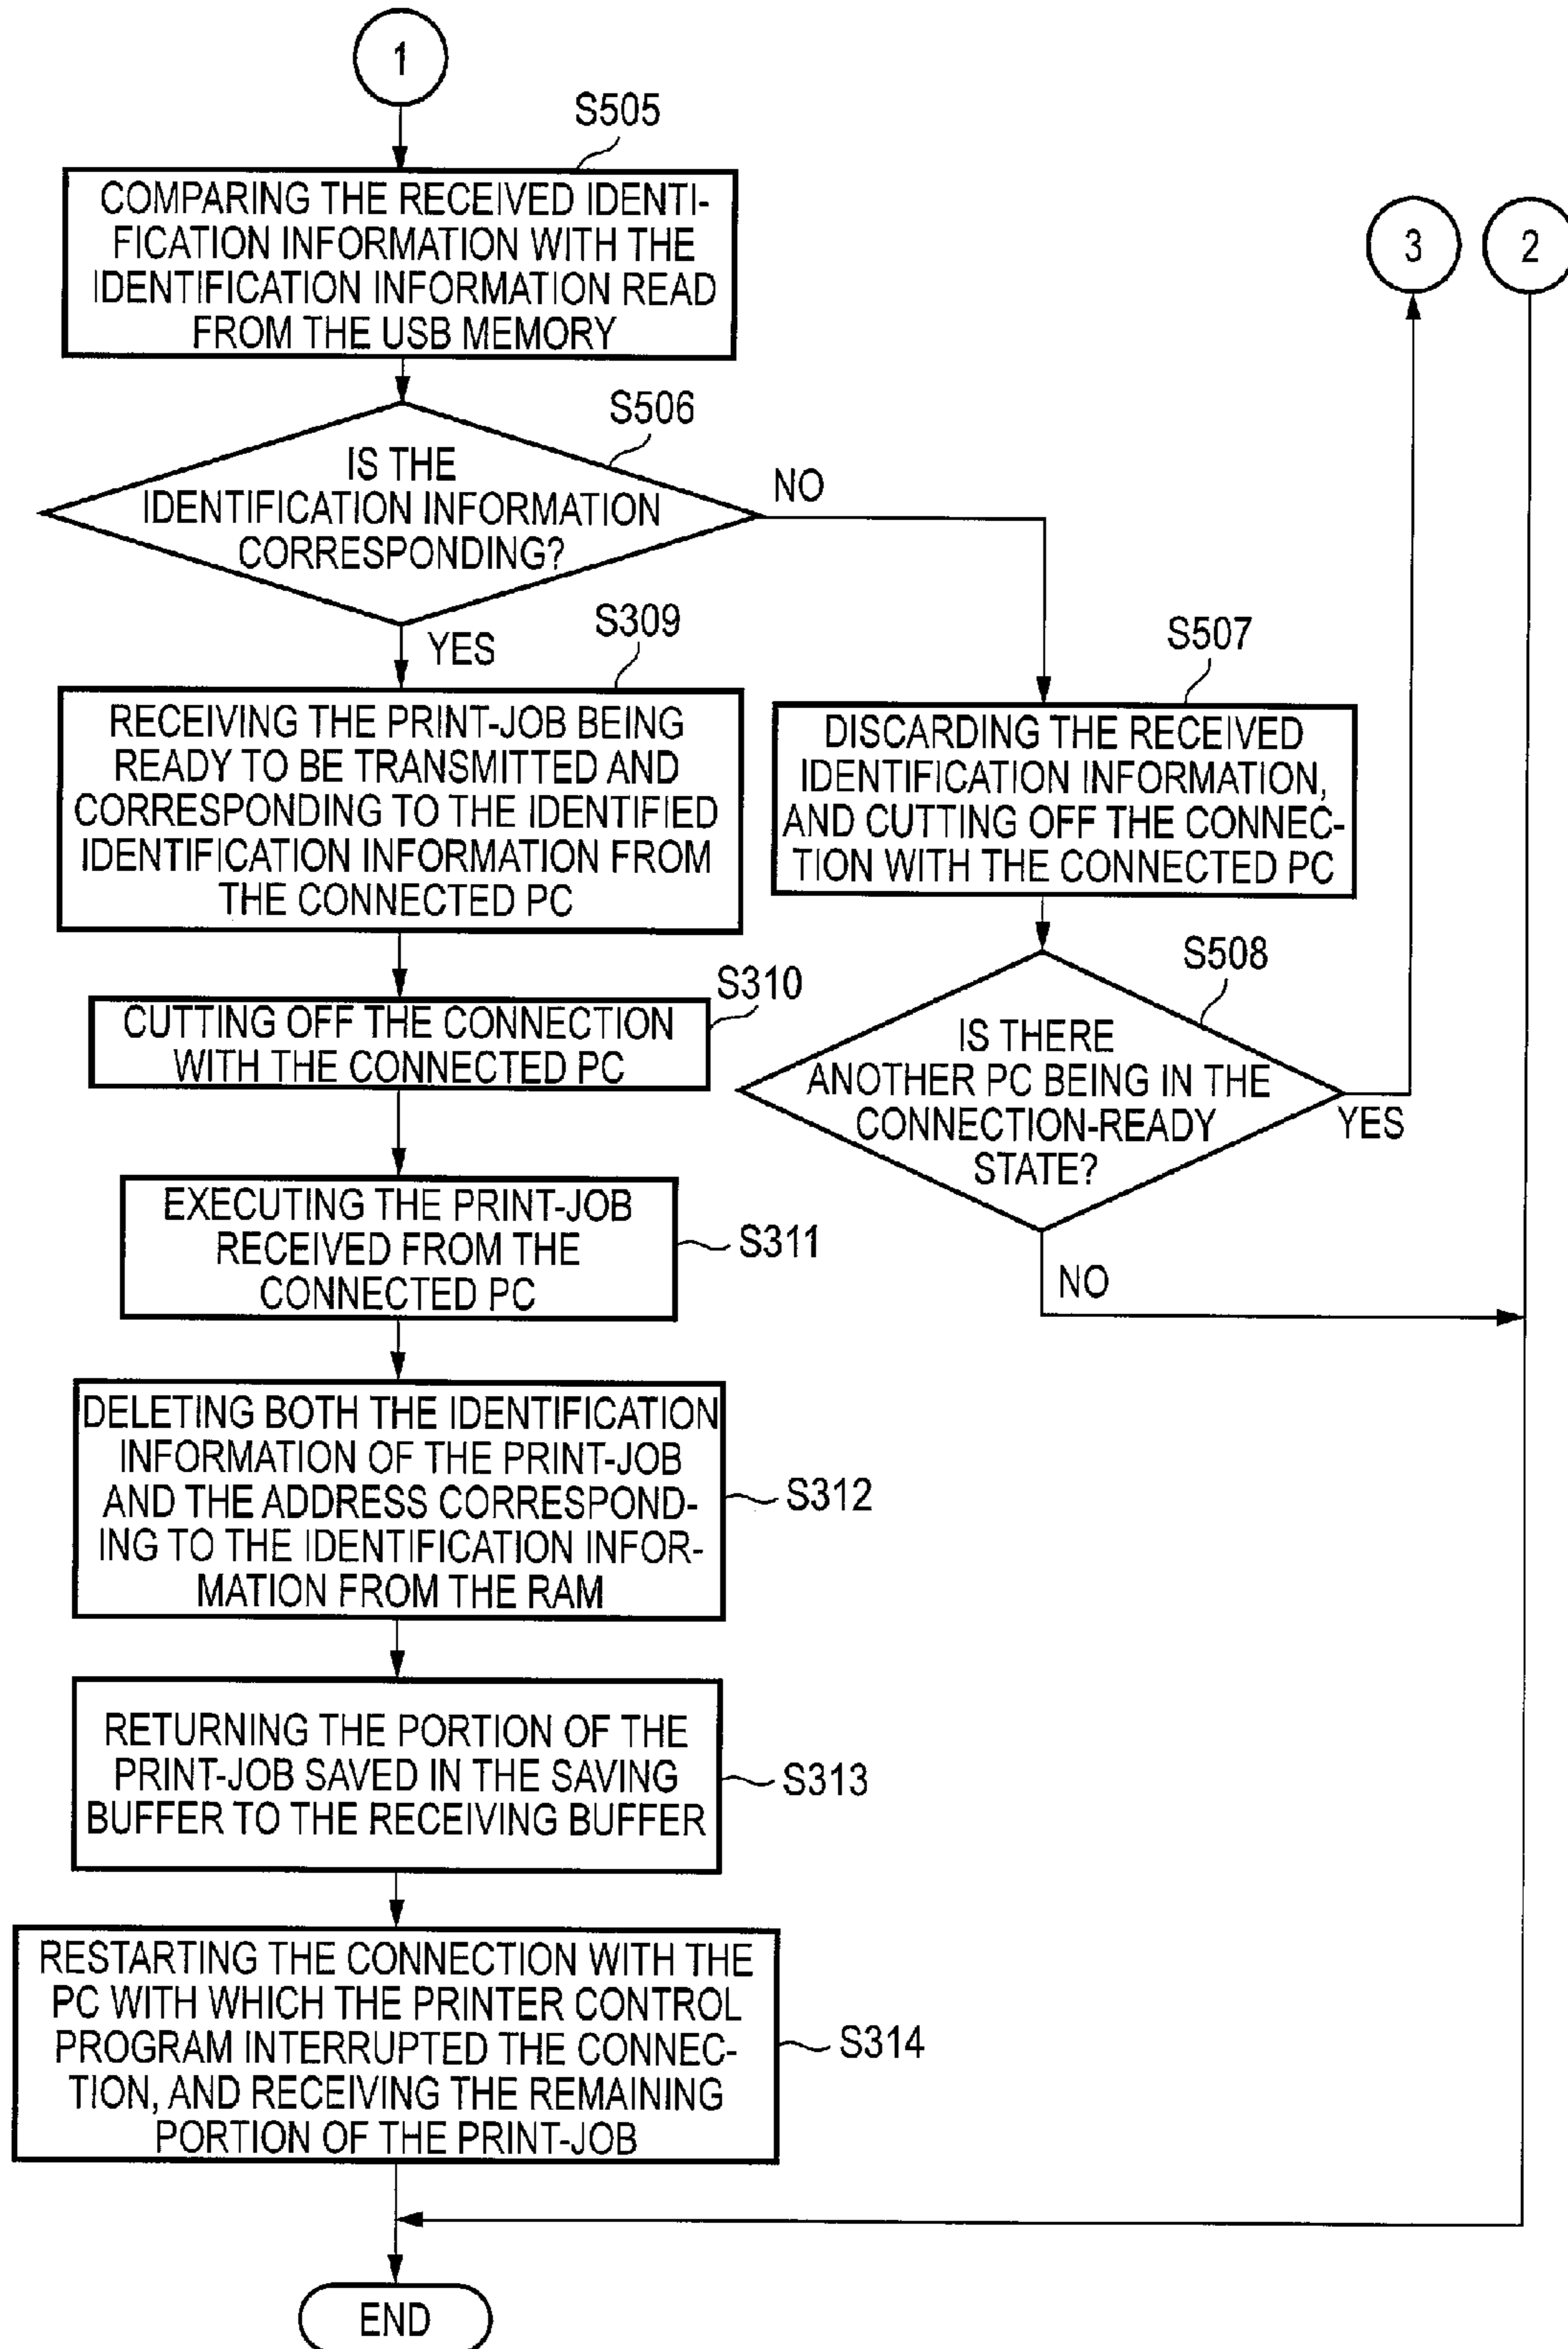 1
S505
COMPARING THE RECEIVED IDENTI-
FICATION INFORMATION WITH THE
IDENTIFICATION INFORMATION READ
FROM THE USB MEMORY
3
2
S506
IS THE
IDENTIFICATION INFORMATION
CORRESPONDING?
NO
YES
S309
RECEIVING THE PRINT-JOB BEING
READY TO BE TRANSMITTED AND
CORRESPONDING TO THE IDENTIFIED
IDENTIFICATION INFORMATION FROM
THE CONNECTED PC
S507
DISCARDING THE RECEIVED
IDENTIFICATION INFORMATION,
AND CUTTING OFF THE CONNEC-
TION WITH THE CONNECTED PC
S310
CUTTING OFF THE CONNECTION
WITH THE CONNECTED PC
S508
IS THERE
ANOTHER PC BEING IN THE
CONNECTION-READY
STATE?
YES
NO
EXECUTING THE PRINT-JOB
RECEIVED FROM THE
CONNECTED PC
S311
DELETING BOTH THE IDENTIFICATION
INFORMATION OF THE PRINT-JOB
AND THE ADDRESS CORRESPOND-
ING TO THE IDENTIFICATION INFOR-
MATION FROM THE RAM
S312
RETURNING THE PORTION OF THE
PRINT-JOB SAVED IN THE SAVING
BUFFER TO THE RECEIVING BUFFER
S313
RESTARTING THE CONNECTION WITH THE
PC WITH WHICH THE PRINTER CONTROL
PROGRAM INTERRUPTED THE CONNEC-
TION, AND RECEIVING THE REMAINING
PORTION OF THE PRINT-JOB
S314
END